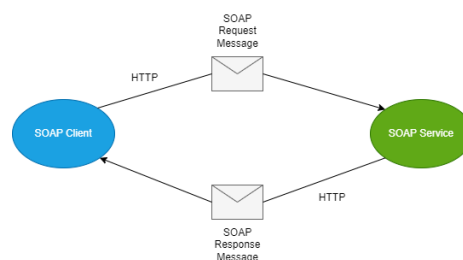 SOAP
Request
Message
HTTP
SOAP Client
SOAP Service
HTTP
SOAP
Response
Message